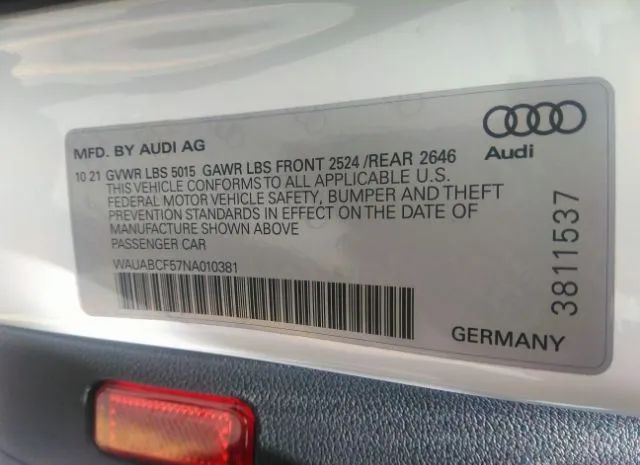 MFD. BY AUDI AG
10 21 GVWR LBS 5015 GAWR LBS FRONT 2524 /REAR 2646
THIS VEHICLE CONFORMS TO ALL APPLICABLE U.S.
FEDERAL MOTOR VEHICLE SAFETY, BUMPER AND THEFT
PREVENTION STANDARDS IN EFFECT ON THE DATE OF
MANUFACTURE SHOWN ABOVE
PASSENGER CAR
WAUABCF57NA010381
Audi
3811537
GERMANY